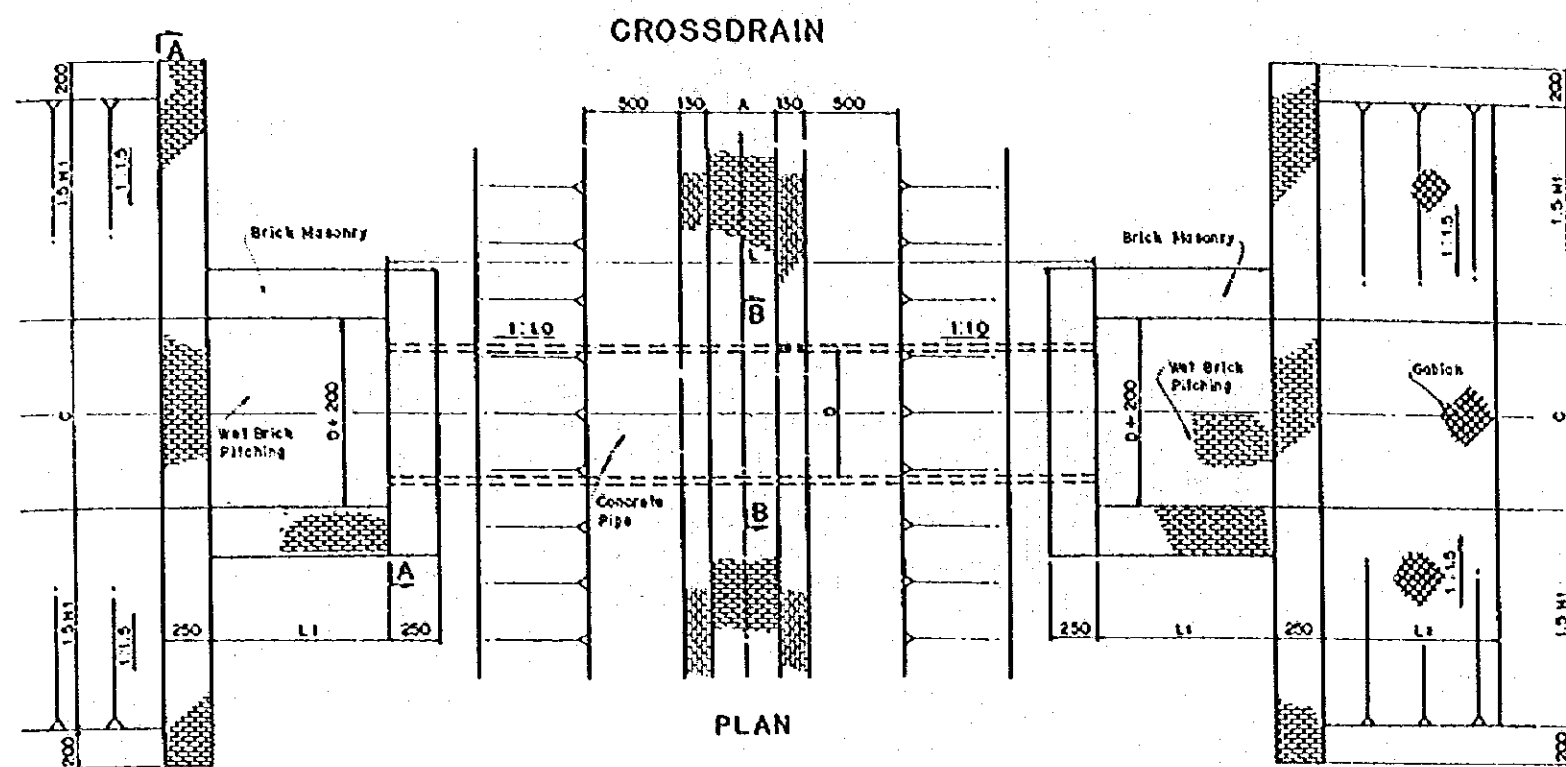 CROSSDRAIN
A
200
200
500 150 A 150 500
1.5 H1
1:1.5
1:1.5
1.5 H1
Brick Masonry
Brick Masonry
B
1:10
1:10
Wet Brick
Pitching
Gabion
C
D+200
D
D+200
C
Wet Brick
Pitching
Concrete
Pipe
B
A
1.5 H1
1:1.5
1:1.5
1.5 H1
250 L1 250
250 L1 250 L2
PLAN
200
200